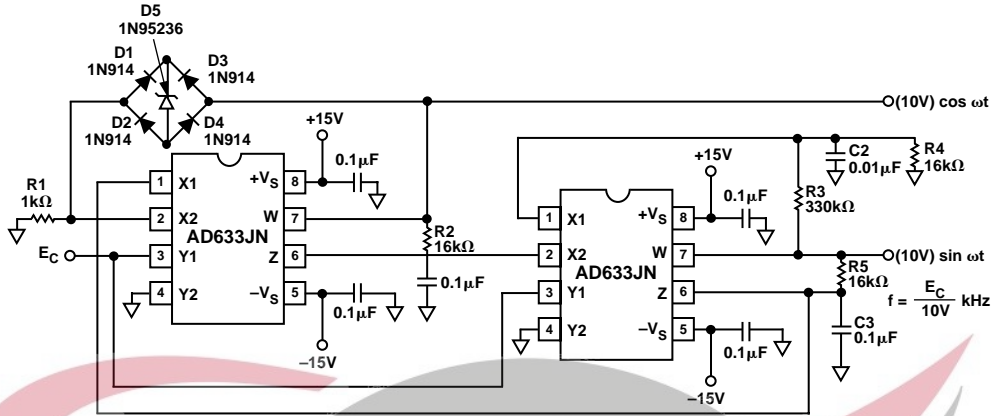 D5
1N95236
D1
1N914
D3
1N914
D2
1N914
D4
1N914
(10V) cos ωt
+15V
0.1µF
R1
1kΩ
1 X1
+VS 8
2 X2
W 7
AD633JN
EC
3 Y1
Z 6
4 Y2
–VS 5
R2
16kΩ
0.1µF
0.1µF
–15V
+15V
0.1µF
R3
330kΩ
C2
0.01µF
R4
16kΩ
1 X1
+VS 8
2 X2
W 7
AD633JN
3 Y1
Z 6
4 Y2
–VS 5
(10V) sin ωt
R5
16kΩ
f = EC/10V kHz
C3
0.1µF
0.1µF
–15V